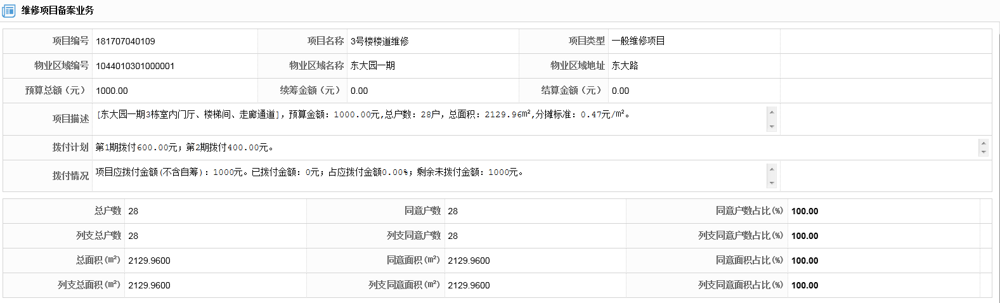 维修项目备案业务
项目编号 181707040109 项目名称 3号楼楼道维修 项目类型 一般维修项目
物业区域编号 1044010301000001 物业区域名称 东大园一期 物业区域地址 东大路
预算总额（元） 1000.00 续筹金额（元） 0.00 结算金额（元） 0.00
项目描述 [东大园一期3栋室内门厅、楼梯间、走廊通道]，预算金额：1000.00元,总户数：28户，总面积：2129.96m²,分摊标准：0.47元/m²。
拨付计划 第1期拨付600.00元；第2期拨付400.00元。
拨付情况 项目应拨付金额(不含自筹)：1000元。已拨付金额：0元；占应拨付金额0.00%；剩余未拨付金额：1000元。
总户数 28 同意户数 28 同意户数占比(%) 100.00
列支总户数 28 列支同意户数 28 列支同意户数占比(%) 100.00
总面积(m²) 2129.9600 同意面积(m²) 2129.9600 同意面积占比(%) 100.00
列支总面积(m²) 2129.9600 列支同意面积(m²) 2129.9600 列支同意面积占比(%) 100.00